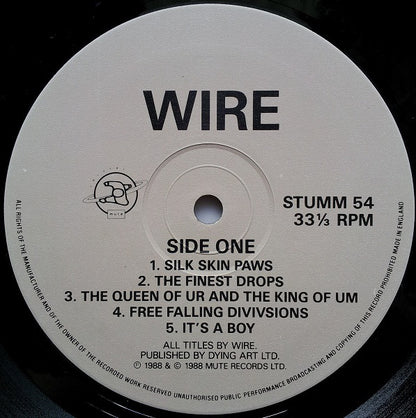 WIRE
mute
STUMM 54
33⅓ RPM
SIDE ONE
1. SILK SKIN PAWS
2. THE FINEST DROPS
3. THE QUEEN OF UR AND THE KING OF UM
4. FREE FALLING DIVIVSIONS
5. IT'S A BOY
ALL TITLES BY WIRE.
PUBLISHED BY DYING ART LTD.
℗ 1988 & © 1988 MUTE RECORDS LTD.
ALL RIGHTS OF THE MANUFACTURER AND OF THE OWNER OF THE RECORDED WORK RESERVED UNAUTHORISED PUBLIC PERFORMANCE BROADCASTING AND COPYING OF THIS RECORD PROHIBITED MADE IN ENGLAND